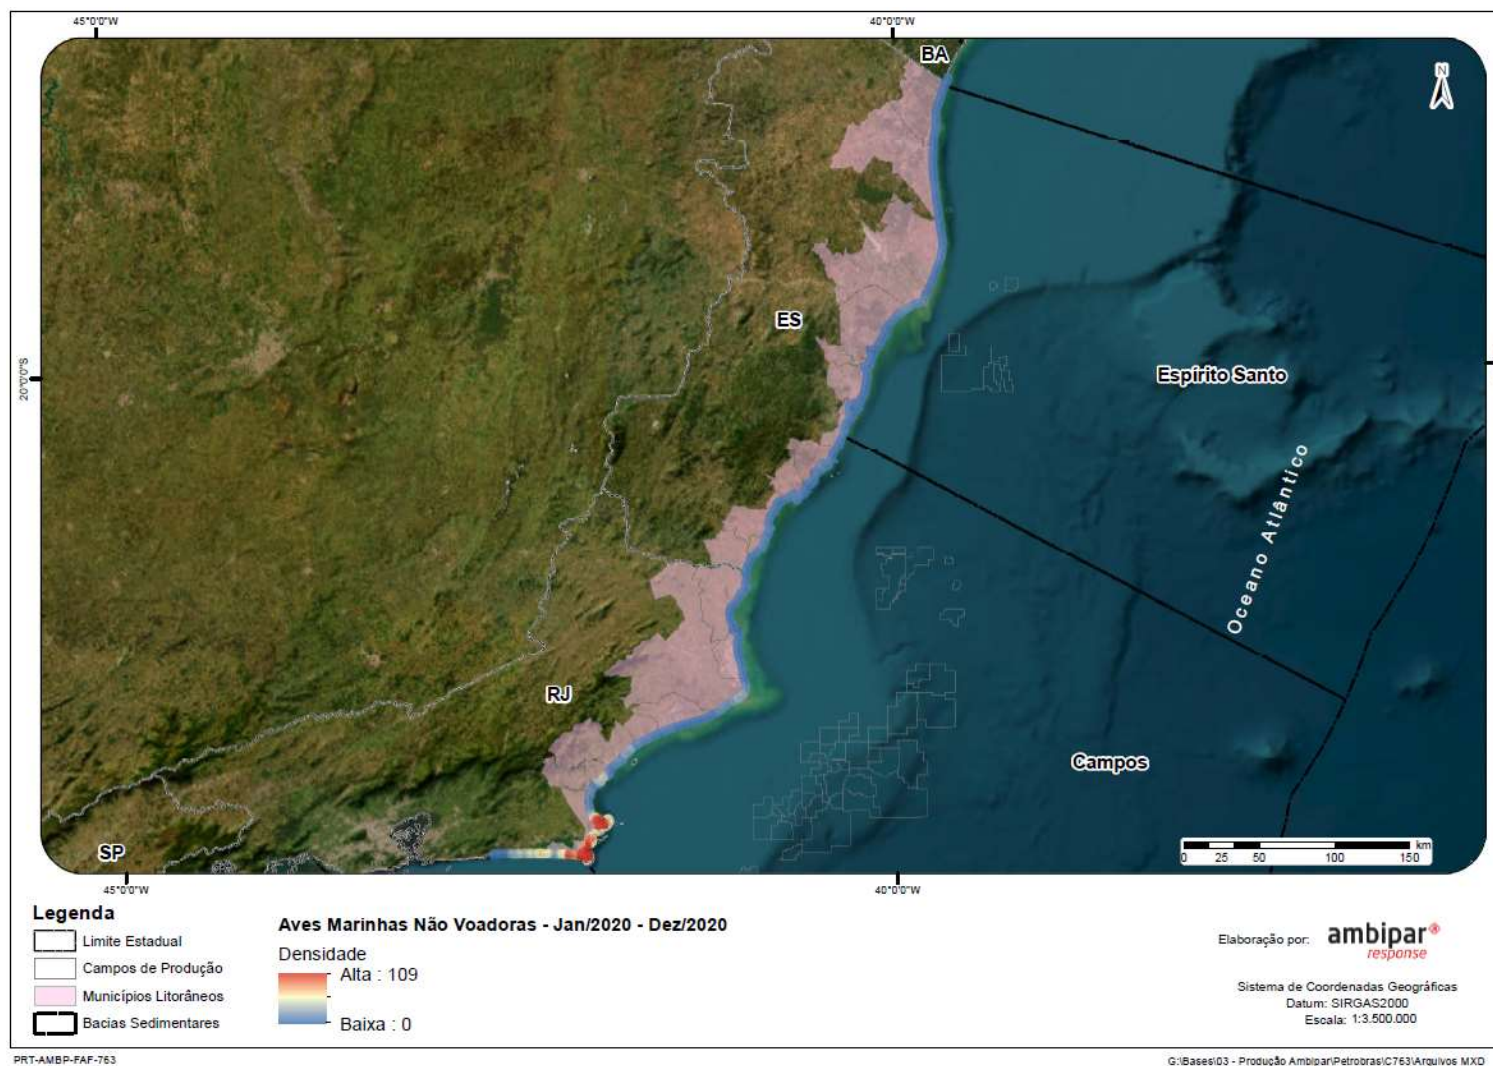 45°0'0"W
40°0'0"W
BA
N
ES
20°0'0"S
Espírito Santo
Oceano Atlântico
RJ
Campos
SP
km
0 25 50 100 150
45°0'0"W
40°0'0"W
Legenda
Limite Estadual
Campos de Produção
Municípios Litorâneos
Bacias Sedimentares
Aves Marinhas Não Voadoras - Jan/2020 - Dez/2020
Densidade
Alta : 109
Baixa : 0
Elaboração por:
ambipar®
response
Sistema de Coordenadas Geográficas
Datum: SIRGAS2000
Escala: 1:3.500.000
PRT-AMBP-FAF-763
G:\Bases\03 - Produção Ambipar\Petrobras\C763\Arquivos MXD